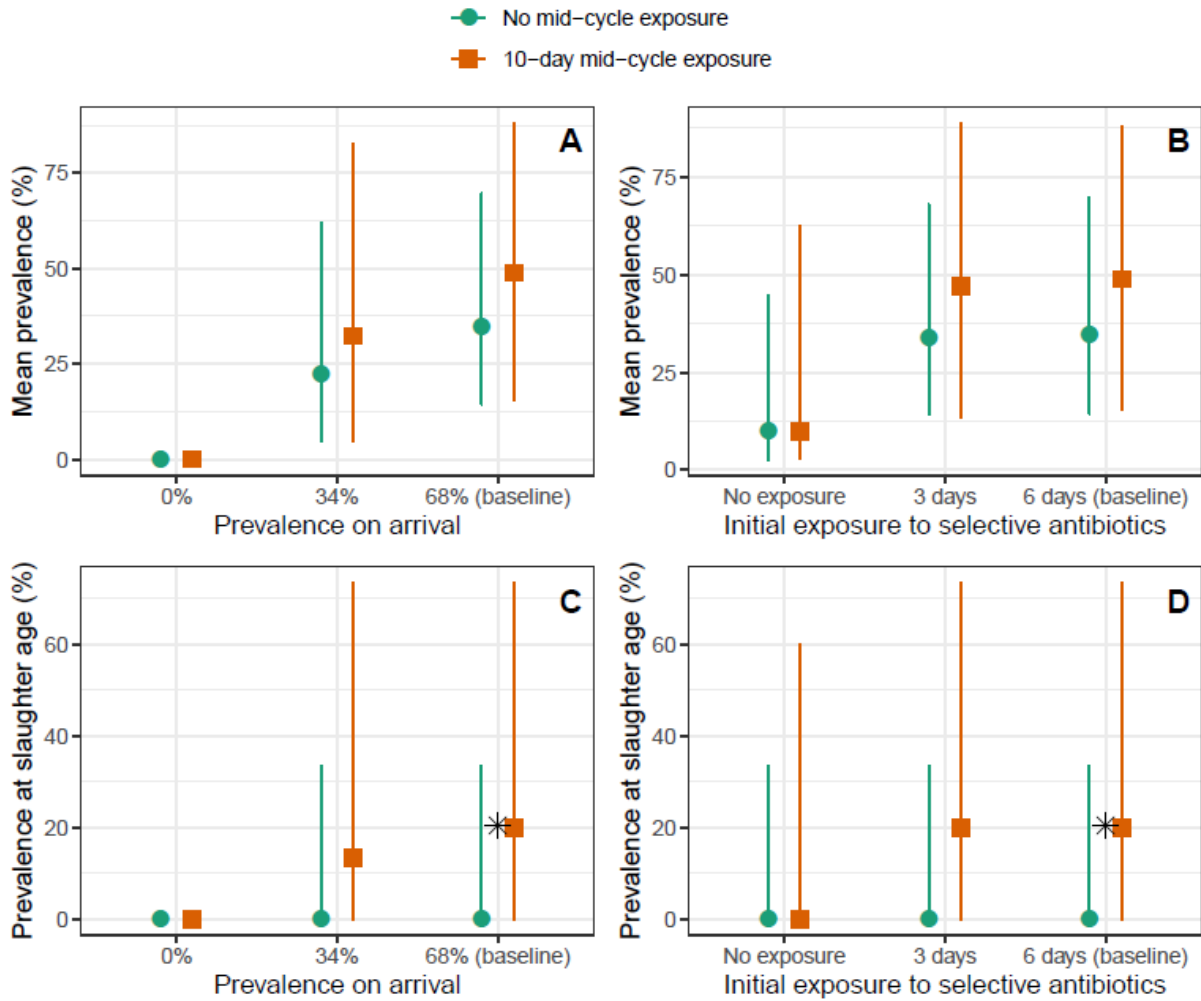 No mid-cycle exposure
10-day mid-cycle exposure
A
Mean prevalence (%)
75
50
25
0
0% 34% 68% (baseline)
Prevalence on arrival
B
Mean prevalence (%)
75
50
25
0
No exposure 3 days 6 days (baseline)
Initial exposure to selective antibiotics
C
Prevalence at slaughter age (%)
60
40
20
0
0% 34% 68% (baseline)
Prevalence on arrival
D
Prevalence at slaughter age (%)
60
40
20
0
No exposure 3 days 6 days (baseline)
Initial exposure to selective antibiotics